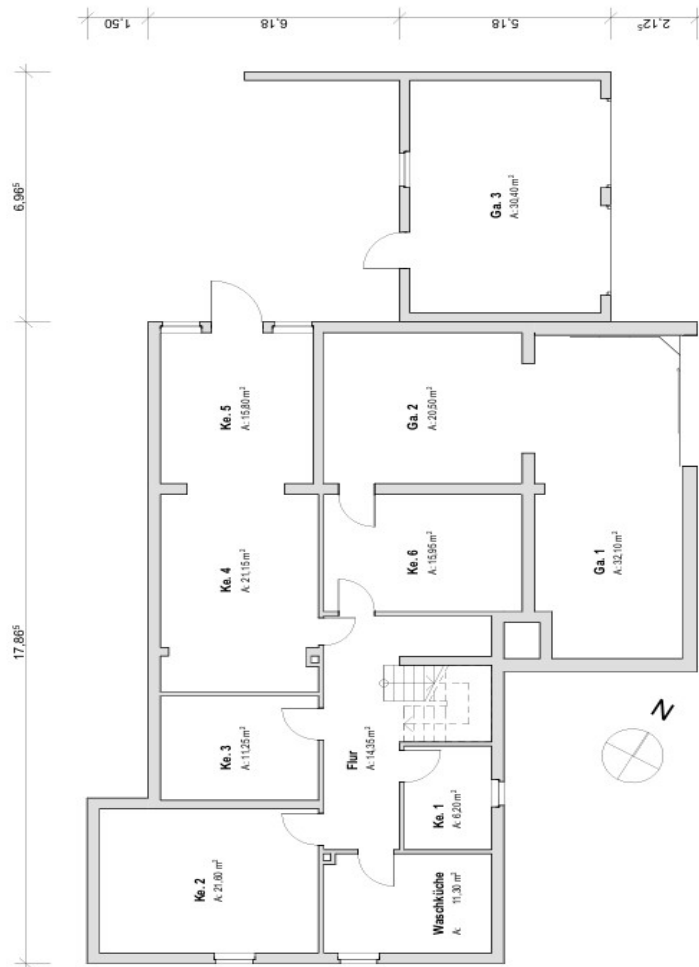 1,50
6,18
5,18
2,12⁵
6,96⁵
17,86⁵
Ga. 3
A: 30,40 m²
Ke. 5
A: 15,80 m²
Ga. 2
A: 20,50 m²
Ke. 4
A: 21,15 m²
Ke. 6
A: 15,95 m²
Ga. 1
A: 32,10 m²
Ke. 3
A: 11,25 m²
Flur
A: 14,35 m²
Ke. 1
A: 6,20 m²
Ke. 2
A: 21,60 m²
Waschküche
A: 11,30 m²
N